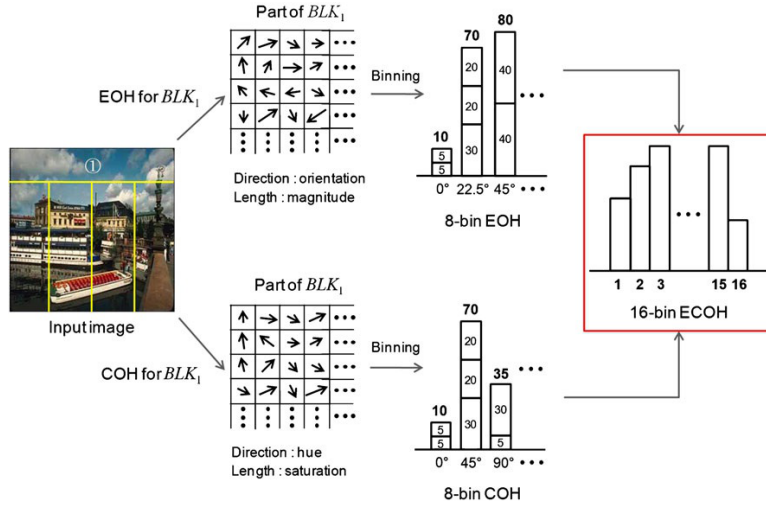 Part of BLK₁
EOH for BLK₁
Binning
10
70
80
5
5
20
20
30
40
40
0° 22.5° 45°
8-bin EOH
Direction : orientation
Length : magnitude
①
Input image
1 2 3 15 16
16-bin ECOH
Part of BLK₁
COH for BLK₁
Binning
10
70
35
5
5
20
20
30
30
5
0° 45° 90°
8-bin COH
Direction : hue
Length : saturation